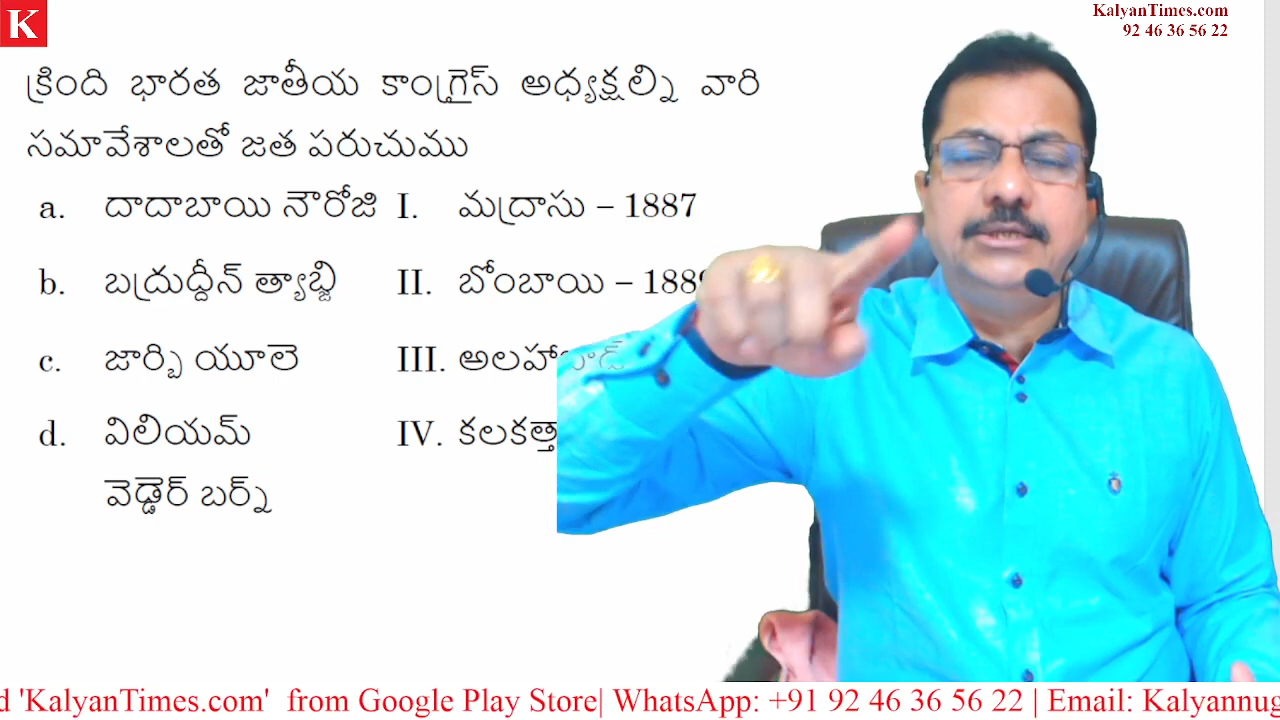 K
KalyanTimes.com
92 46 36 56 22
క్రింది భారత జాతీయ కాంగ్రెస్ అధ్యక్షల్ని వారి
సమావేశాలతో జత పరుచుము
a. దాదాబాయి నౌరోజి I. మద్రాసు – 1887
b. బద్రుద్దీన్ త్యాబ్జి II. బోంబాయి –
c. జార్బి యూలె III. అలహాబాద్
d. విలియమ్ IV. కలకత్తా
వెడ్డెర్ బర్న్
'KalyanTimes.com' from Google Play Store| WhatsApp: +91 92 46 36 56 22 | Email: